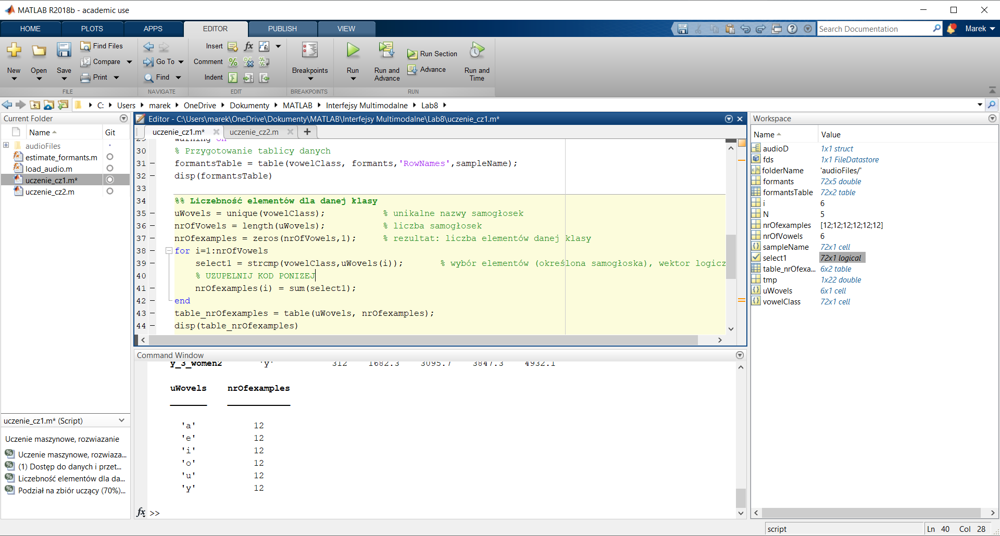 MATLAB R2018b - academic use
HOME PLOTS APPS EDITOR PUBLISH VIEW
Search Documentation
Marek
New Open Save Find Files Compare Print
FILE
Go To Find
NAVIGATE
Insert fx
Comment
Indent
EDIT
Breakpoints
BREAKPOINTS
Run Run and Advance Run Section Advance Run and Time
RUN
C: Users marek OneDrive Dokumenty MATLAB Interfejsy Multimodalne Lab8
Current Folder
Name Git
audioFiles
estimate_formants.m
load_audio.m
uczenie_cz1.m*
uczenie_cz2.m
uczenie_cz1.m* (Script)
Uczenie maszynowe, rozwiazanie
Uczenie maszynowe, rozwiaza...
(1) Dostęp do danych i przet...
Liczebność elementów dla da...
Podział na zbiór uczący (70%)...
Editor - C:\Users\marek\OneDrive\Dokumenty\MATLAB\Interfejsy Multimodalne\Lab8\uczenie_cz1.m*
uczenie_cz1.m* uczenie_cz2.m +
29 warning on
30 % Przygotowanie tablicy danych
31 – formantsTable = table(vowelClass, formants,'RowNames',sampleName);
32 – disp(formantsTable)
33
34 %% Liczebność elementów dla danej klasy
35 – uWovels = unique(vowelClass); % unikalne nazwy samogłosek
36 – nrOfVowels = length(uWovels); % liczba samogłosek
37 – nrOfexamples = zeros(nrOfVowels,1); % rezultat: liczba elementów danej klasy
38 – for i=1:nrOfVowels
39 – select1 = strcmp(vowelClass,uWovels(i)); % wybór elementów (określona samogłoska), wektor logicz
40 % UZUPELNIJ KOD PONIZEJ
41 – nrOfexamples(i) = sum(select1);
42 – end
43 – table_nrOfexamples = table(uWovels, nrOfexamples);
44 – disp(table_nrOfexamples)
Command Window
y_3_women2 'y' 312 1682.3 3095.7 3847.3 4932.1
uWovels nrOfexamples
'a' 12
'e' 12
'i' 12
'o' 12
'u' 12
'y' 12
fx >>
Workspace
Name Value
audioD 1x1 struct
fds 1x1 FileDatastore
folderName 'audioFiles/'
formants 72x5 double
formantsTable 72x2 table
i 6
N 5
nrOfexamples [12;12;12;12;12;12]
nrOfVowels 6
sampleName 72x1 cell
select1 72x1 logical
table_nrOfexa... 6x2 table
tmp 1x22 double
uWovels 6x1 cell
vowelClass 72x1 cell
script Ln 40 Col 28